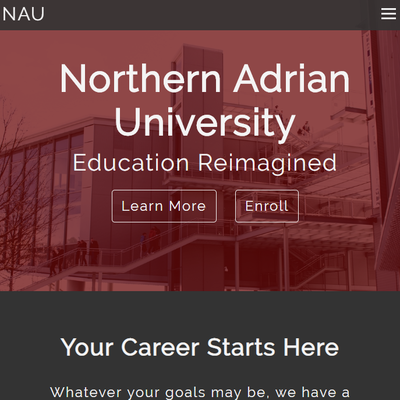 NAU
Northern Adrian
University
Education Reimagined
Learn More
Enroll
Your Career Starts Here
Whatever your goals may be, we have a